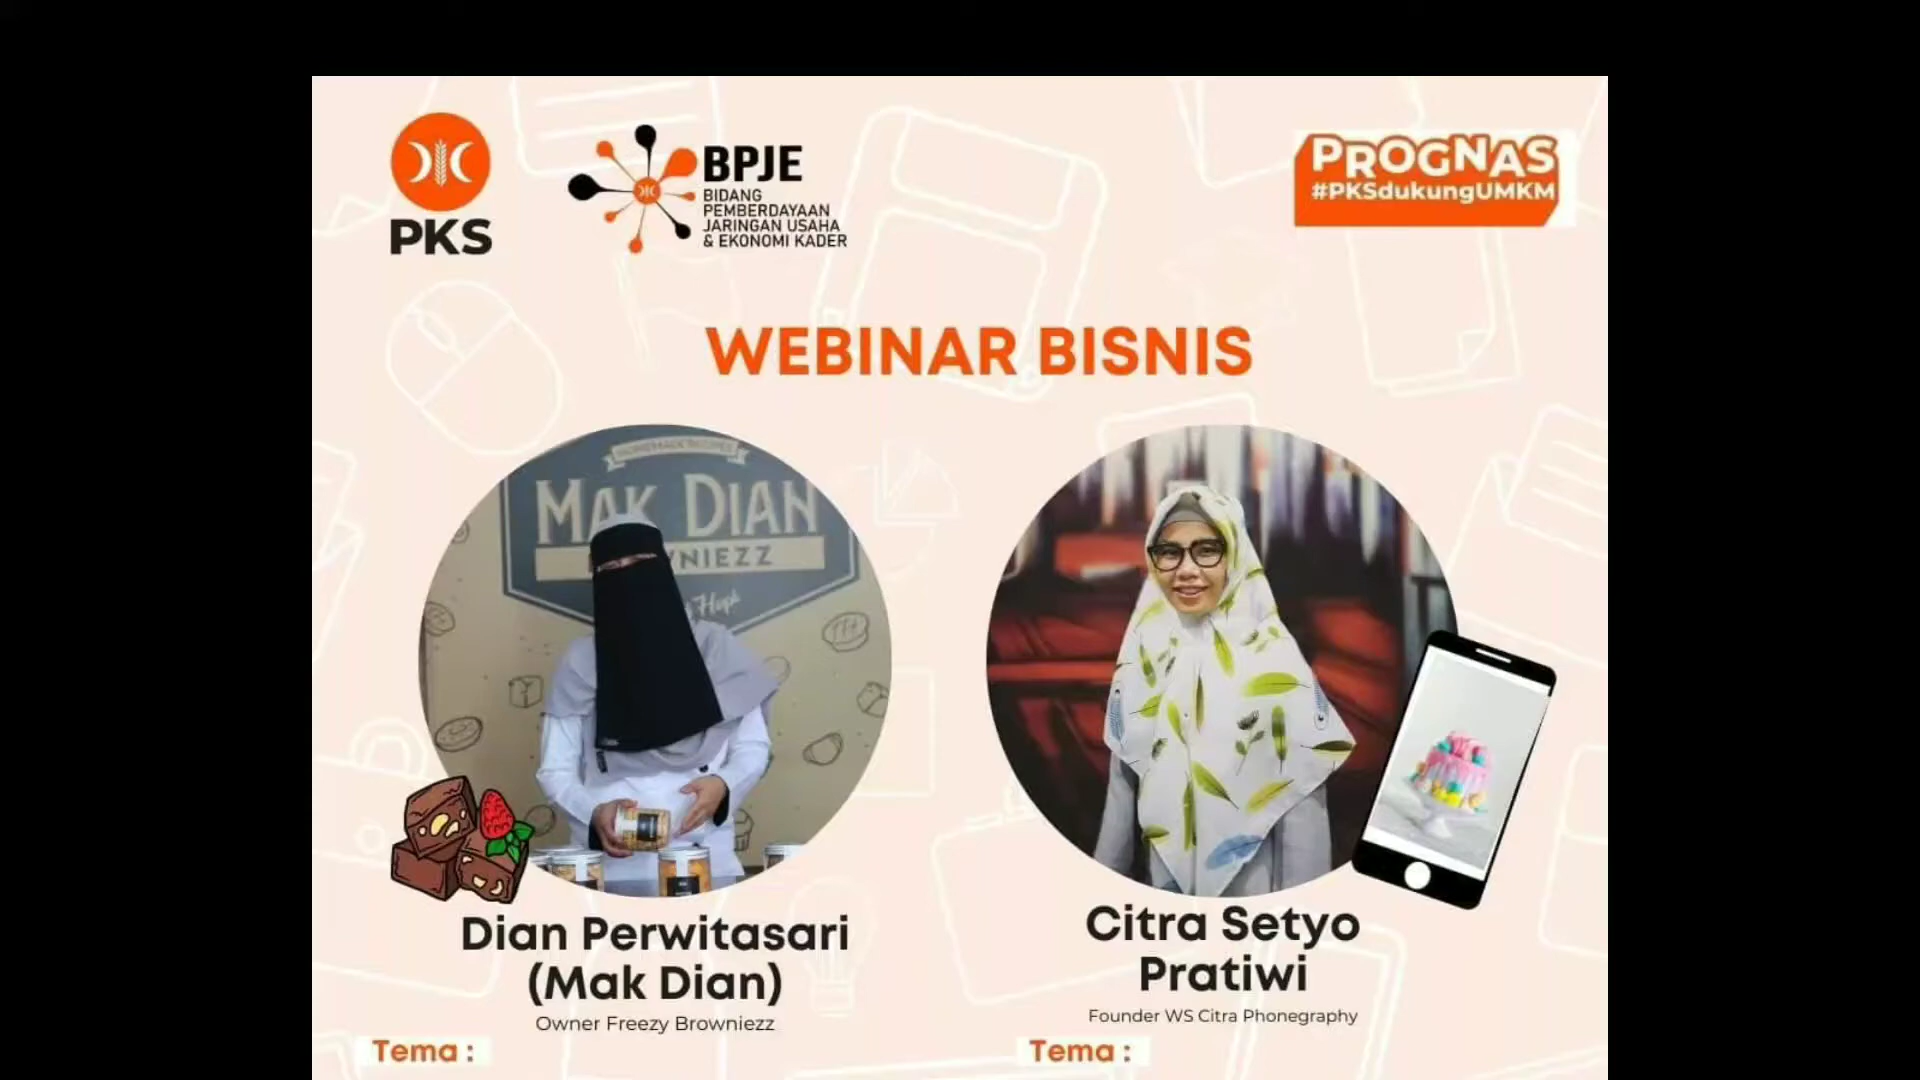 PKS
BPJE
BIDANG
PEMBERDAYAAN
JARINGAN USAHA
& EKONOMI KADER
PROGNAS
#PKSdukungUMKM
WEBINAR BISNIS
MAK DIAN
WNIEZZ
Dian Perwitasari
(Mak Dian)
Owner Freezy Browniezz
Tema :
Citra Setyo
Pratiwi
Founder WS Citra Phonegraphy
Tema :